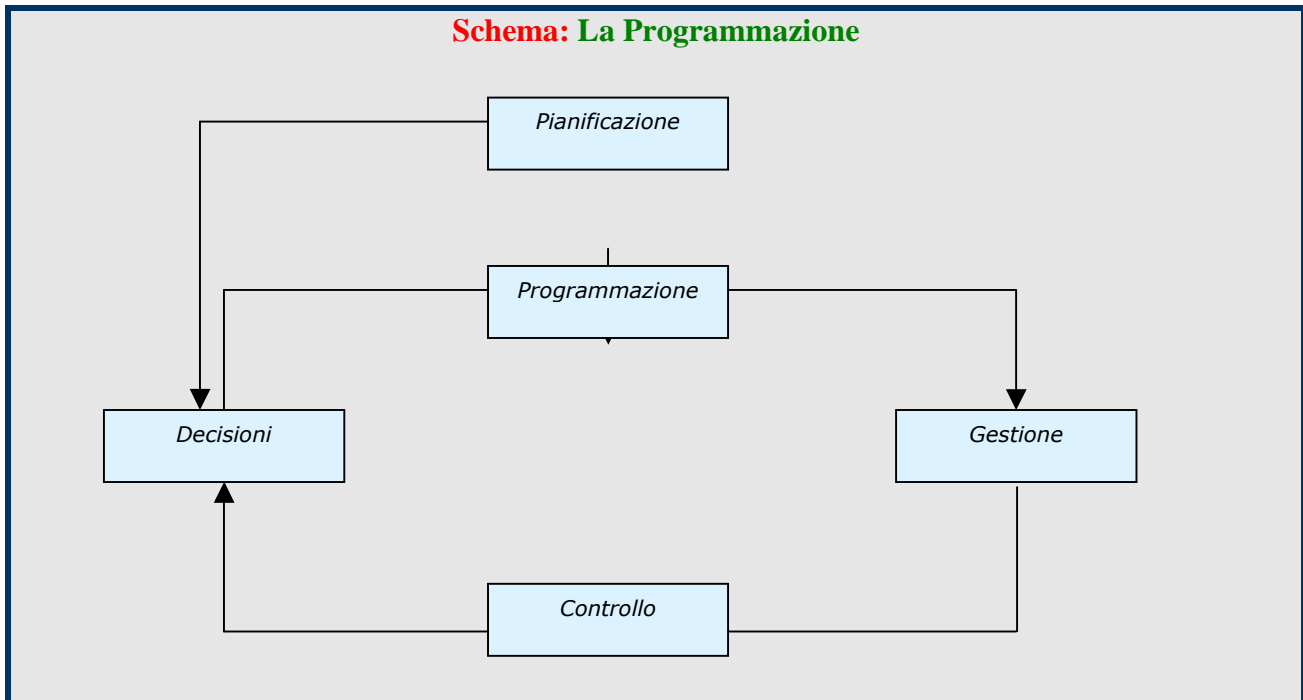 Schema: La Programmazione
Pianificazione
Programmazione
Decisioni
Gestione
Controllo